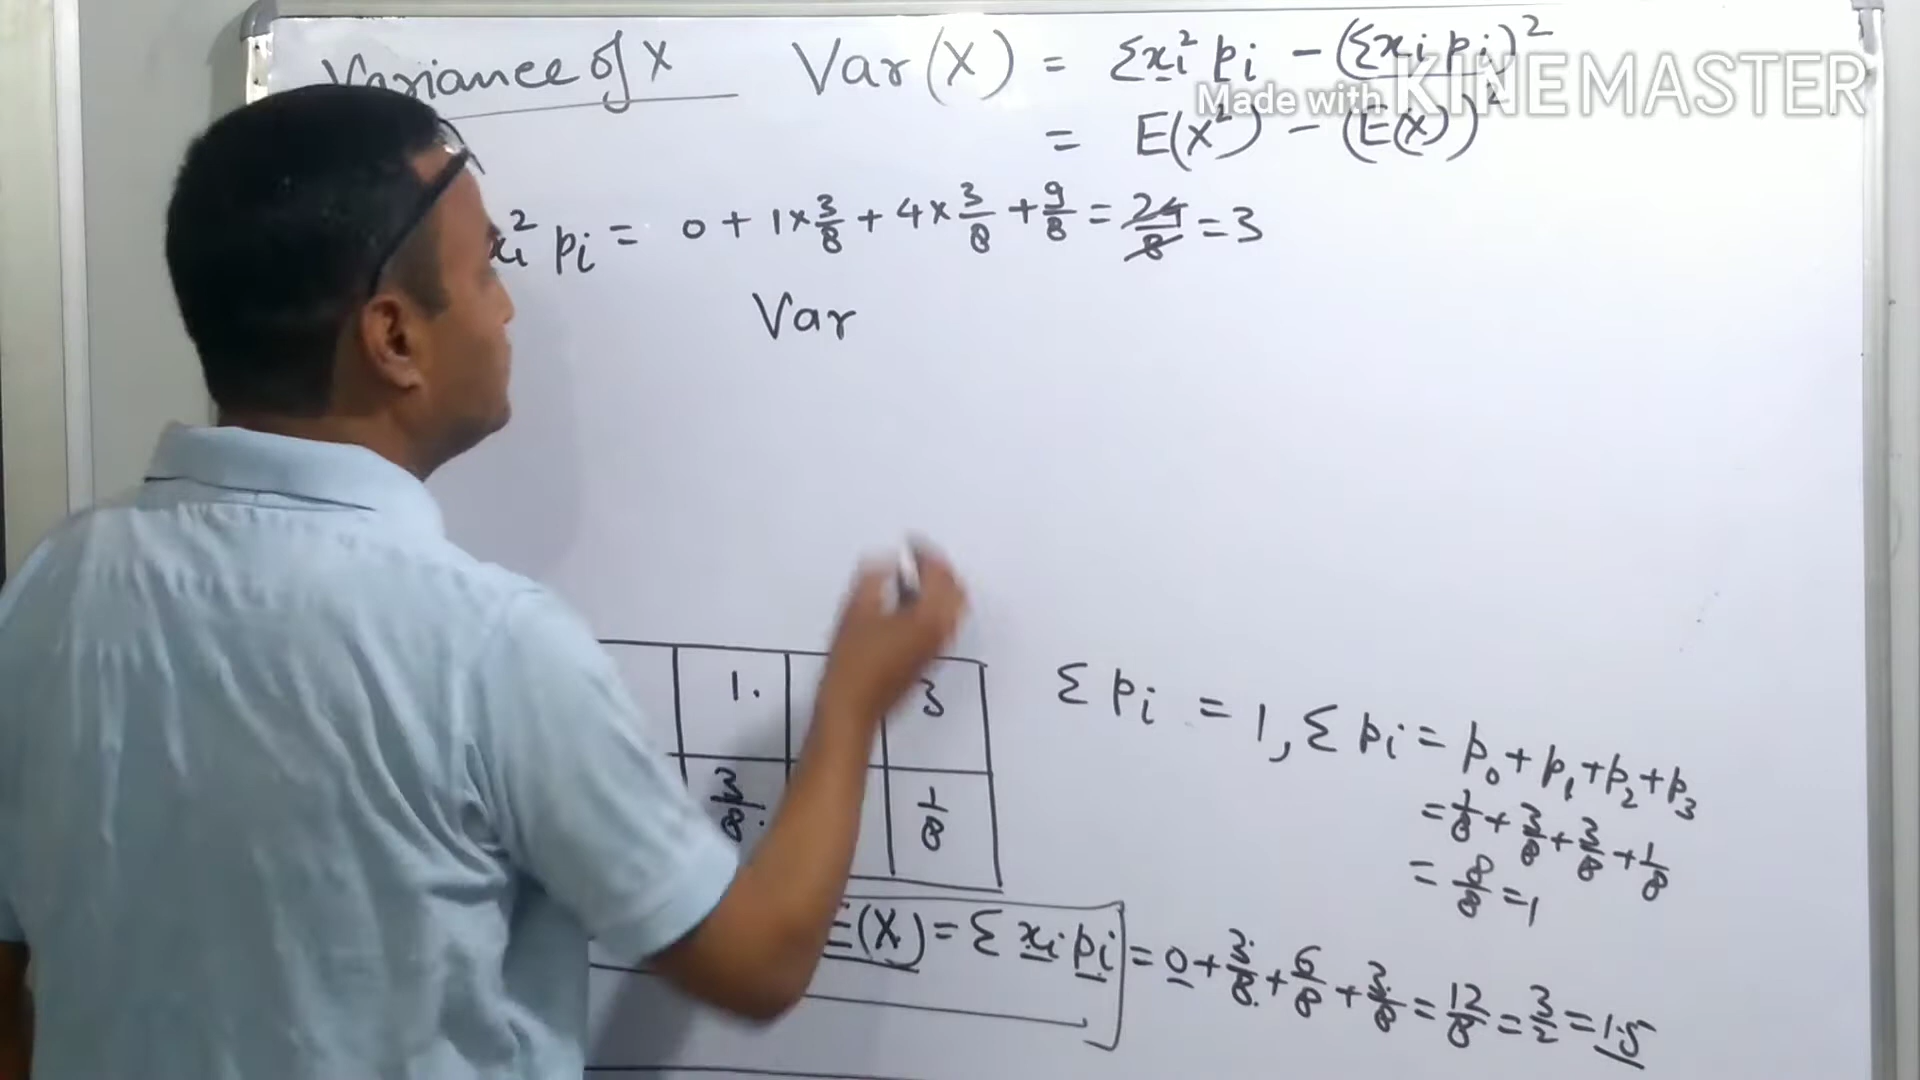 Variance of X Var (X) = Σxᵢ² pᵢ − (Σxᵢ pᵢ)²
Made with KINEMASTER
= E(X²) − (E(X))²
xᵢ² pᵢ = 0 + 1×3/8 + 4×3/8 + 9/8 = 24/8 = 3
Var
1. 3
3/8 1/8
Σ pᵢ = 1, Σ pᵢ = p₀ + p₁ + p₂ + p₃
= 1/8 + 3/8 + 3/8 + 1/8
= 8/8 = 1
E(X) = Σ xᵢ pᵢ = 0 + 3/8 + 6/8 + 3/8 = 12/8 = 3/2 = 1.5